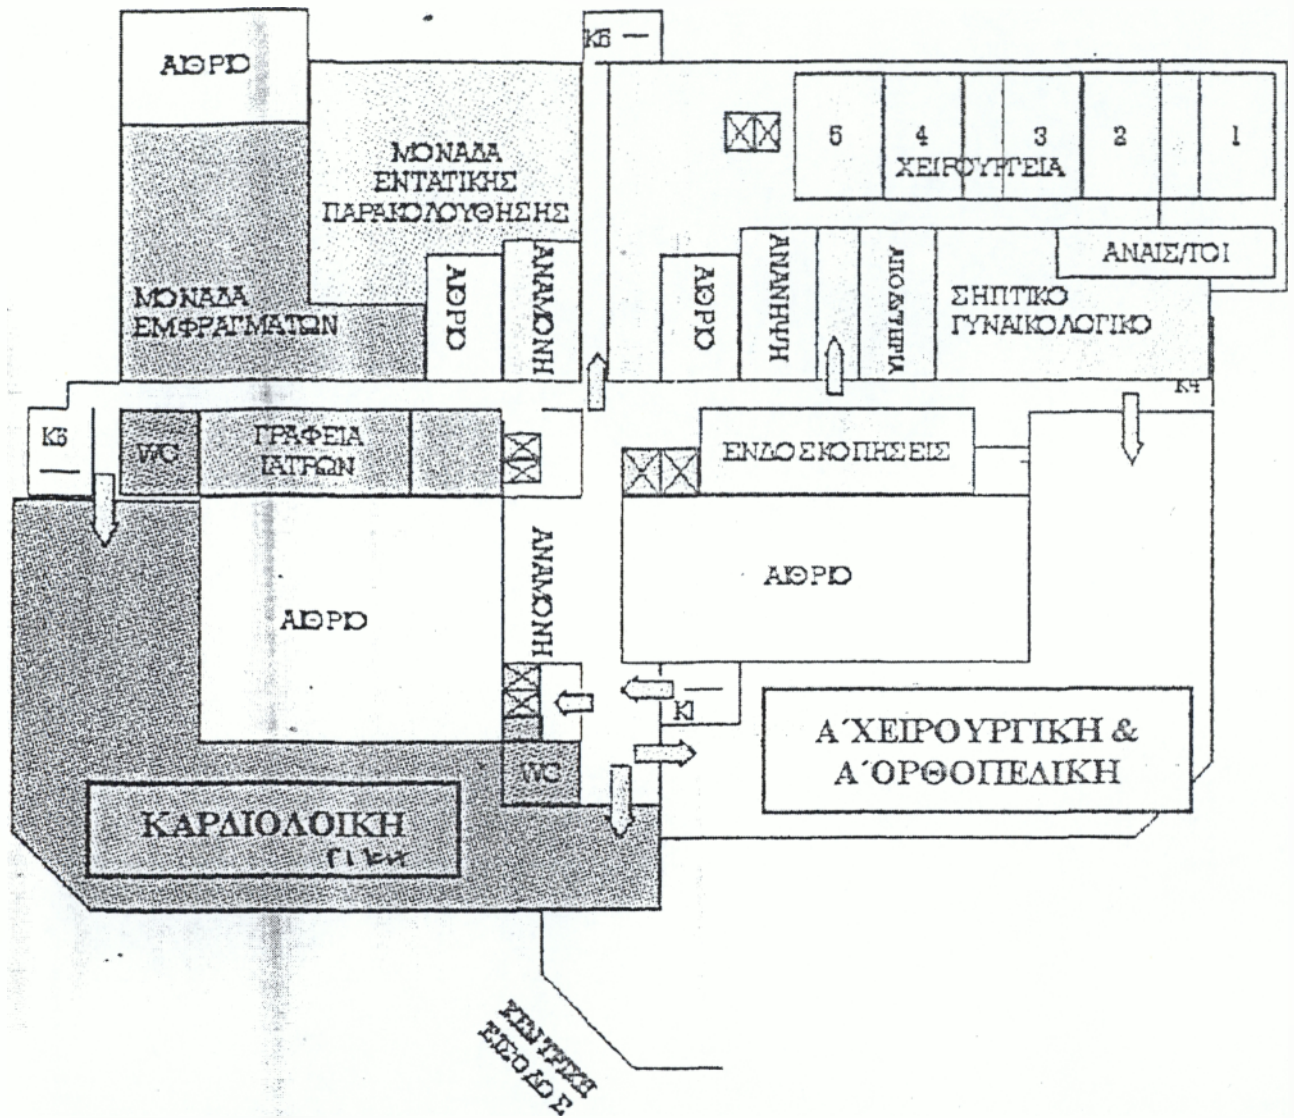 Κ5
ΑΙΘΡΙΟ
ΜΟΝΑΔΑ
ΕΝΤΑΤΙΚΗΣ
ΠΑΡΑΚΟΛΟΥΘΗΣΗΣ
5 4 3 2 1
ΧΕΙΡΟΥΡΓΕΙΑ
ΜΟΝΑΔΑ
ΕΜΦΡΑΓΜΑΤΩΝ
ΑΙΘΡΙΟ
ΑΝΑΜΟΝΗ
ΑΙΘΡΙΟ
ΑΝΑΝΗΨΗ
ΑΠΟΔΥΤΗΡΙΑ
ΑΝΑΙΣ/ΤΟΙ
ΣΗΠΤΙΚΟ
ΓΥΝΑΙΚΟΛΟΓΙΚΟ
Κ4
Κ6
WC
ΓΡΑΦΕΙΑ
ΙΑΤΡΩΝ
ΕΝΔΟΣΚΟΠΗΣΕΙΣ
ΑΙΘΡΙΟ
ΑΝΑΜΟΝΗ
ΑΙΘΡΙΟ
Κ1
WC
Α΄ΧΕΙΡΟΥΡΓΙΚΗ &
Α΄ΟΡΘΟΠΕΔΙΚΗ
ΚΑΡΔΙΟΛΟΙΚΗ
ΚΕΝΤΡΙΚΗ
ΕΙΣΟΔΟΣ